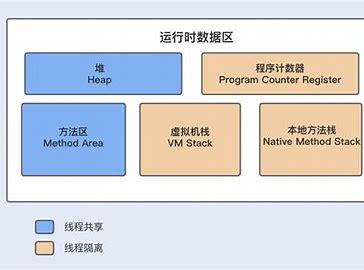 运行时数据区
堆
Heap
程序计数器
Program Counter Register
方法区
Method Area
虚拟机栈
VM Stack
本地方法栈
Native Method Stack
线程共享
线程隔离